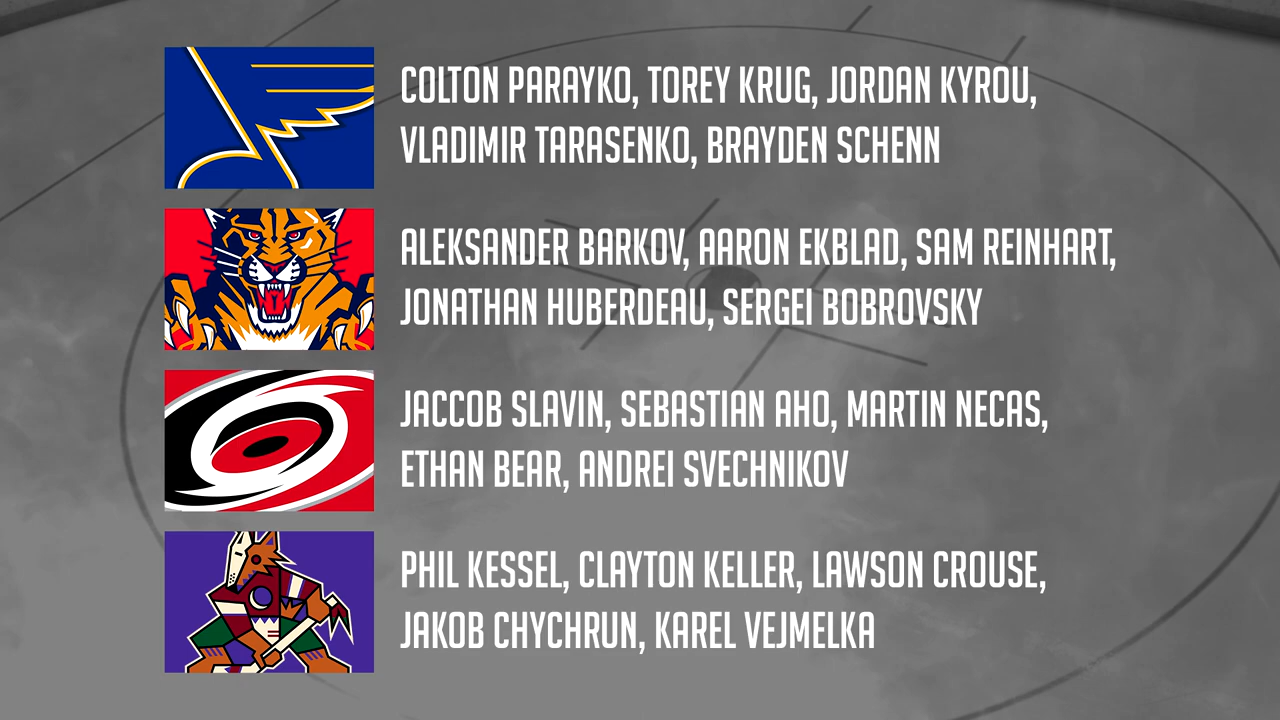 COLTON PARAYKO, TOREY KRUG, JORDAN KYROU,
VLADIMIR TARASENKO, BRAYDEN SCHENN
ALEKSANDER BARKOV, AARON EKBLAD, SAM REINHART,
JONATHAN HUBERDEAU, SERGEI BOBROVSKY
JACCOB SLAVIN, SEBASTIAN AHO, MARTIN NECAS,
ETHAN BEAR, ANDREI SVECHNIKOV
PHIL KESSEL, CLAYTON KELLER, LAWSON CROUSE,
JAKOB CHYCHRUN, KAREL VEJMELKA